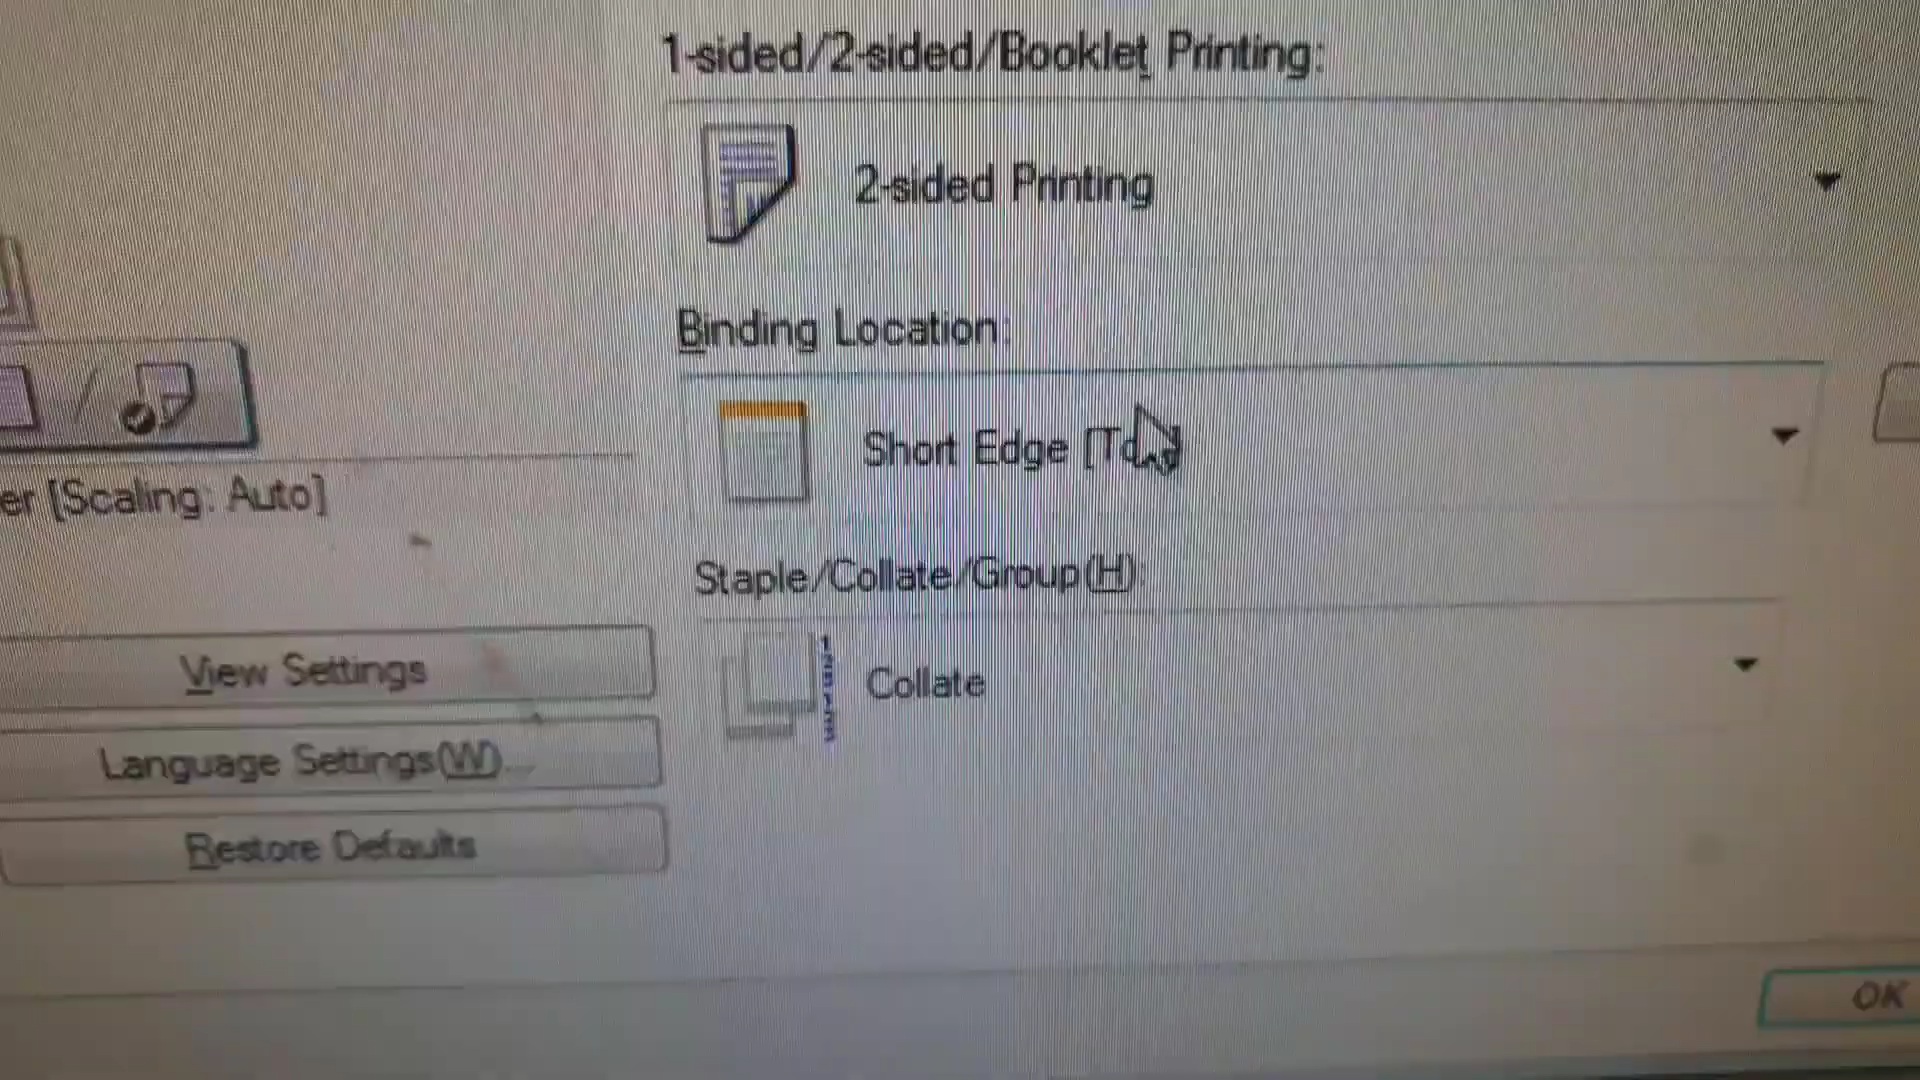 1-sided/2-sided/Booklet Printing:
2-sided Printing
Binding Location:
Short Edge
er [Scaling: Auto]
Staple/Collate/Group(H):
Collate
View Settings
Language Settings(W)...
Restore Defaults
OK